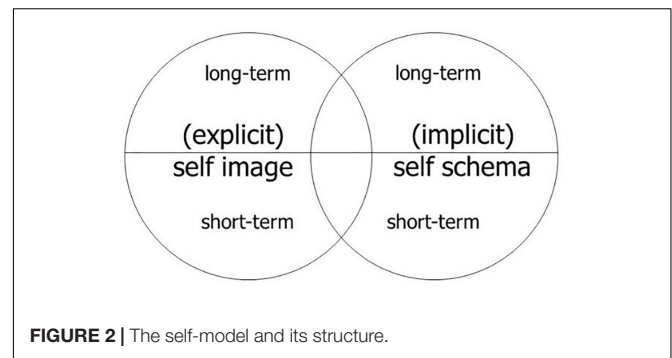 long-term long-term
(explicit) (implicit)
self image self schema
short-term short-term
FIGURE 2 | The self-model and its structure.